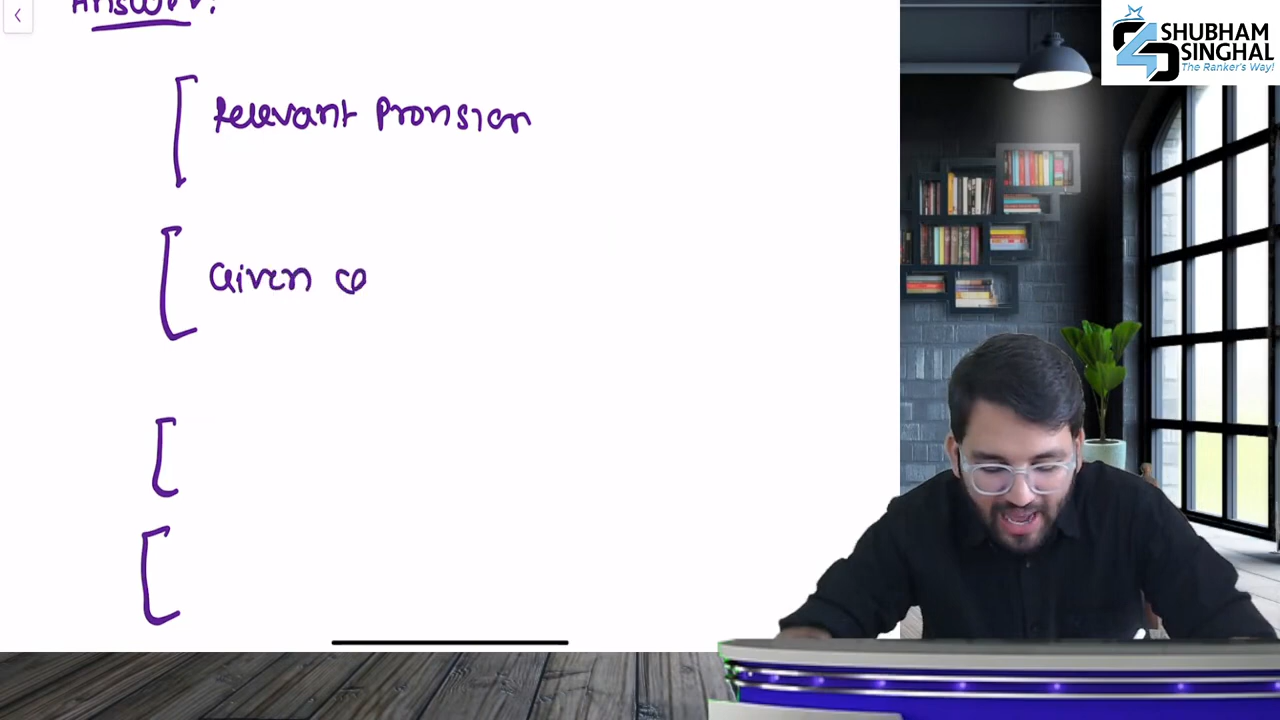 Answer:
Relevant Provision
Given ca
SHUBHAM
SINGHAL
The Ranker's Way!